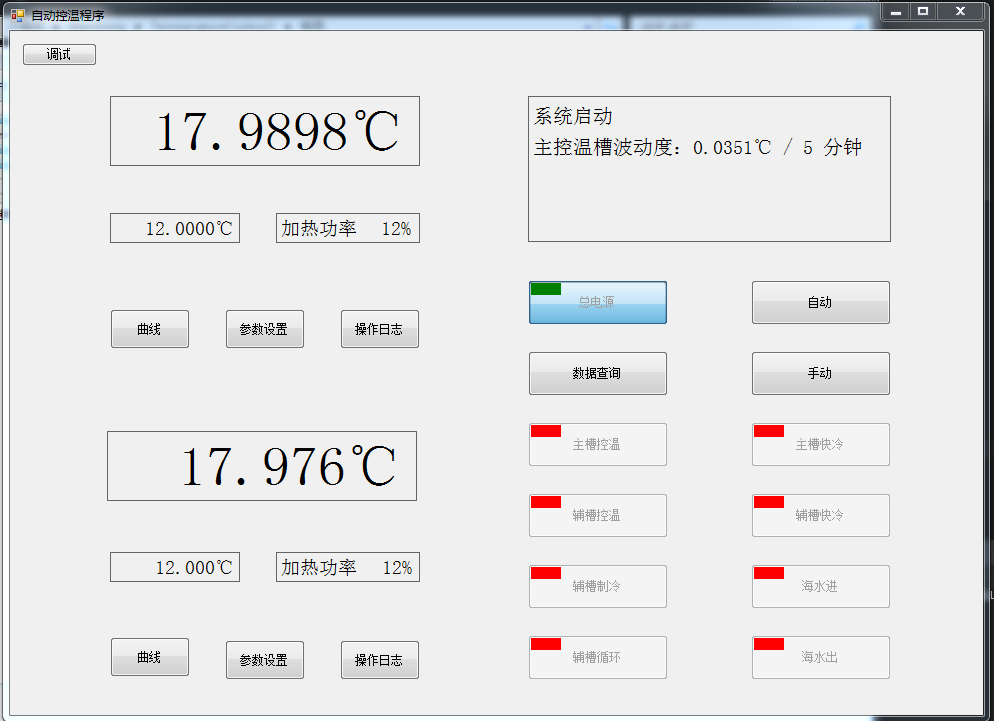 自动控温程序
调试
17.9898℃
12.0000℃
加热功率 12%
曲线
参数设置
操作日志
17.976℃
12.000℃
加热功率 12%
曲线
参数设置
操作日志
系统启动
主控温槽波动度: 0.0351℃ / 5 分钟
总电源
自动
数据查询
手动
主槽控温
主槽快冷
辅槽控温
辅槽快冷
辅槽制冷
海水进
辅槽循环
海水出